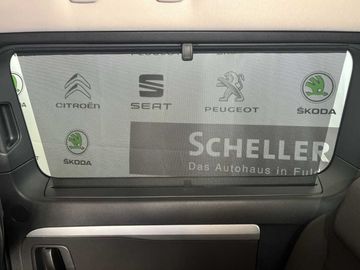 CITROËN SEAT PEUGEOT ŠKODA
ŠKODA SCHELLER
Das Autohaus in